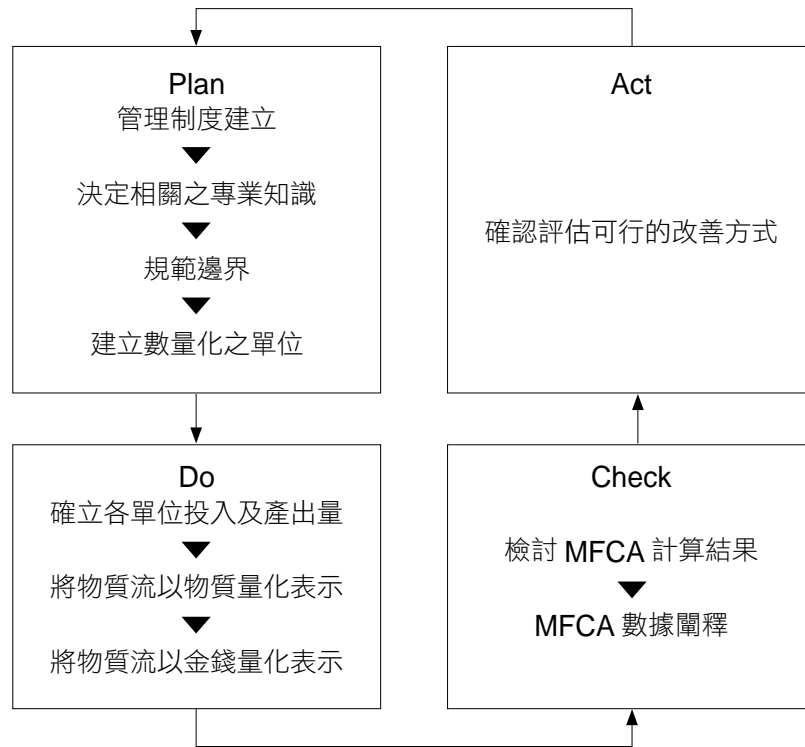 Plan
管理制度建立
決定相關之專業知識
規範邊界
建立數量化之單位
Act
確認評估可行的改善方式
Do
確立各單位投入及產出量
將物質流以物質量化表示
將物質流以金錢量化表示
Check
檢討 MFCA 計算結果
MFCA 數據闡釋